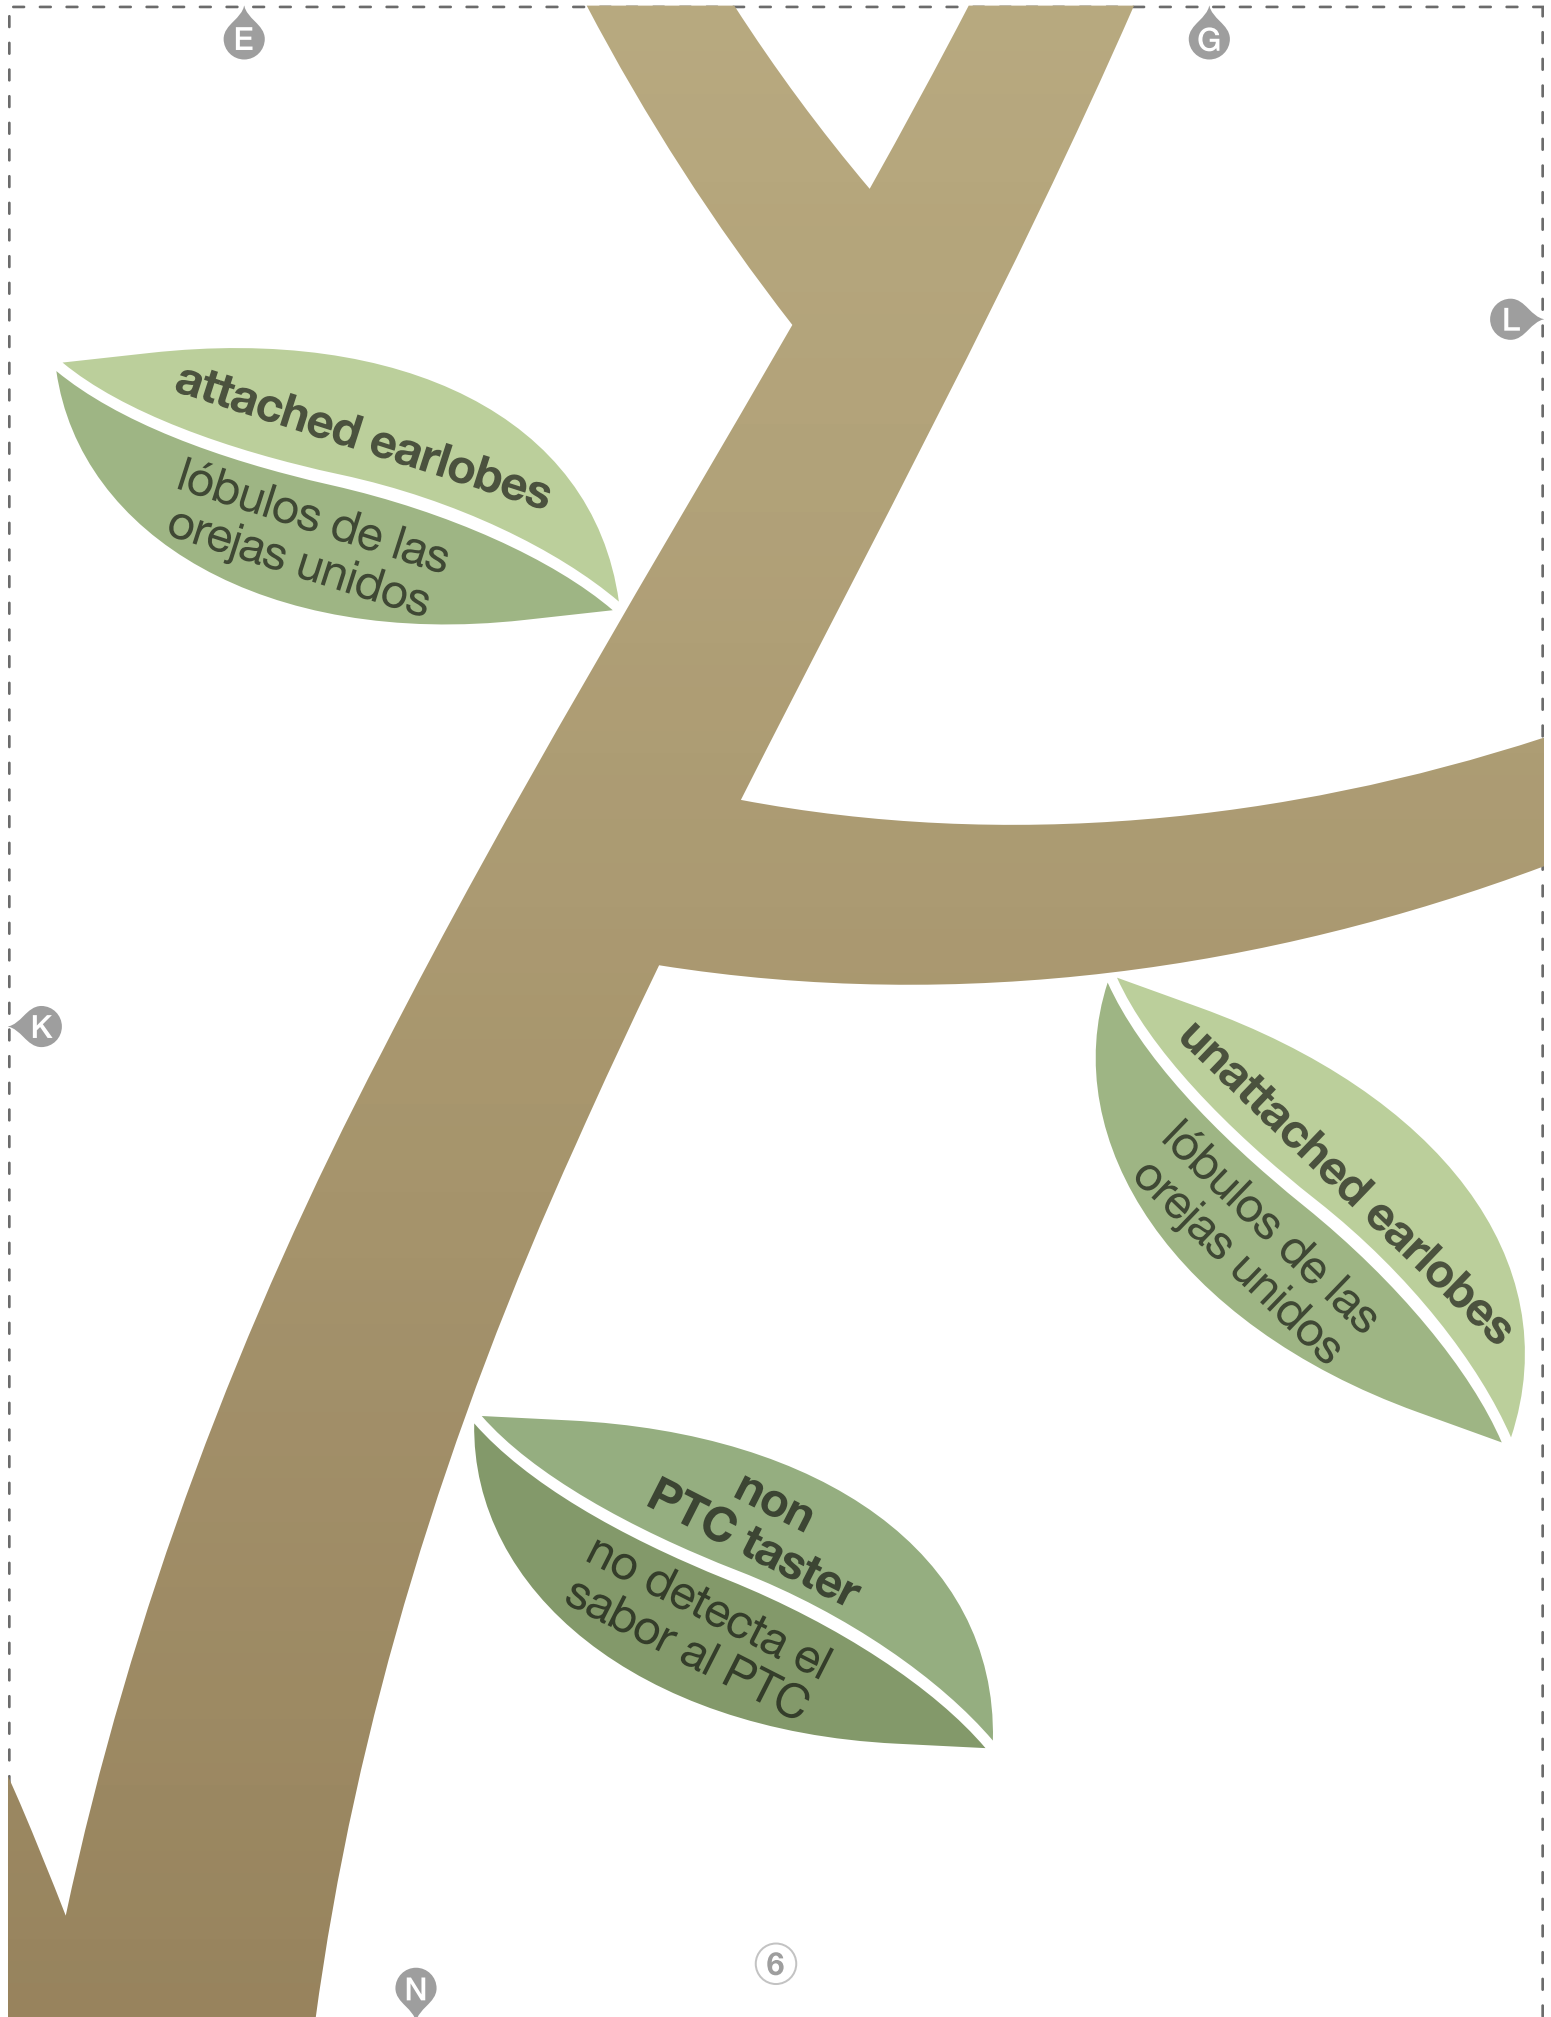 E
G
L
attached earlobes
lóbulos de las
orejas unidos
K
unattached earlobes
lóbulos de las
orejas unidos
non
PTC taster
no detecta el
sabor al PTC
6
N